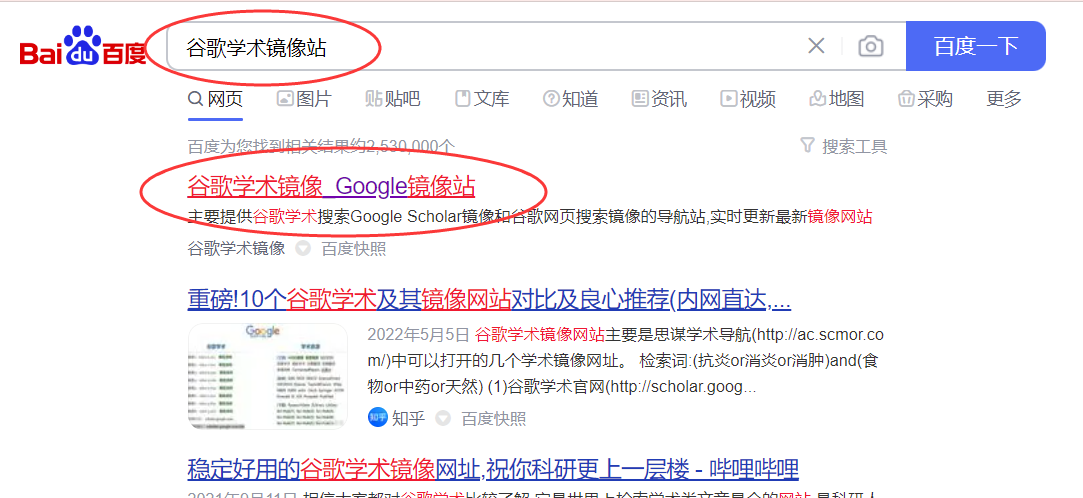 Bai du 百度 谷歌学术镜像站 百度一下
网页 图片 贴吧 文库 知道 资讯 视频 地图 采购 更多
百度为您找到相关结果约2,530,000个 搜索工具
谷歌学术镜像_Google镜像站
主要提供谷歌学术搜索Google Scholar镜像和谷歌网页搜索镜像的导航站,实时更新最新镜像网站
谷歌学术镜像 百度快照
重磅!10个谷歌学术及其镜像网站对比及良心推荐(内网直达,...
Google
2022年5月5日 谷歌学术镜像网站主要是思谋学术导航(http://ac.scmor.co
m/)中可以打开的几个学术镜像网址。 检索词:(抗炎or消炎or消肿)and(食
物or中药or天然) (1)谷歌学术官网(http://scholar.goog...
知乎 知乎 百度快照
稳定好用的谷歌学术镜像网址,祝你科研更上一层楼 - 哔哩哔哩